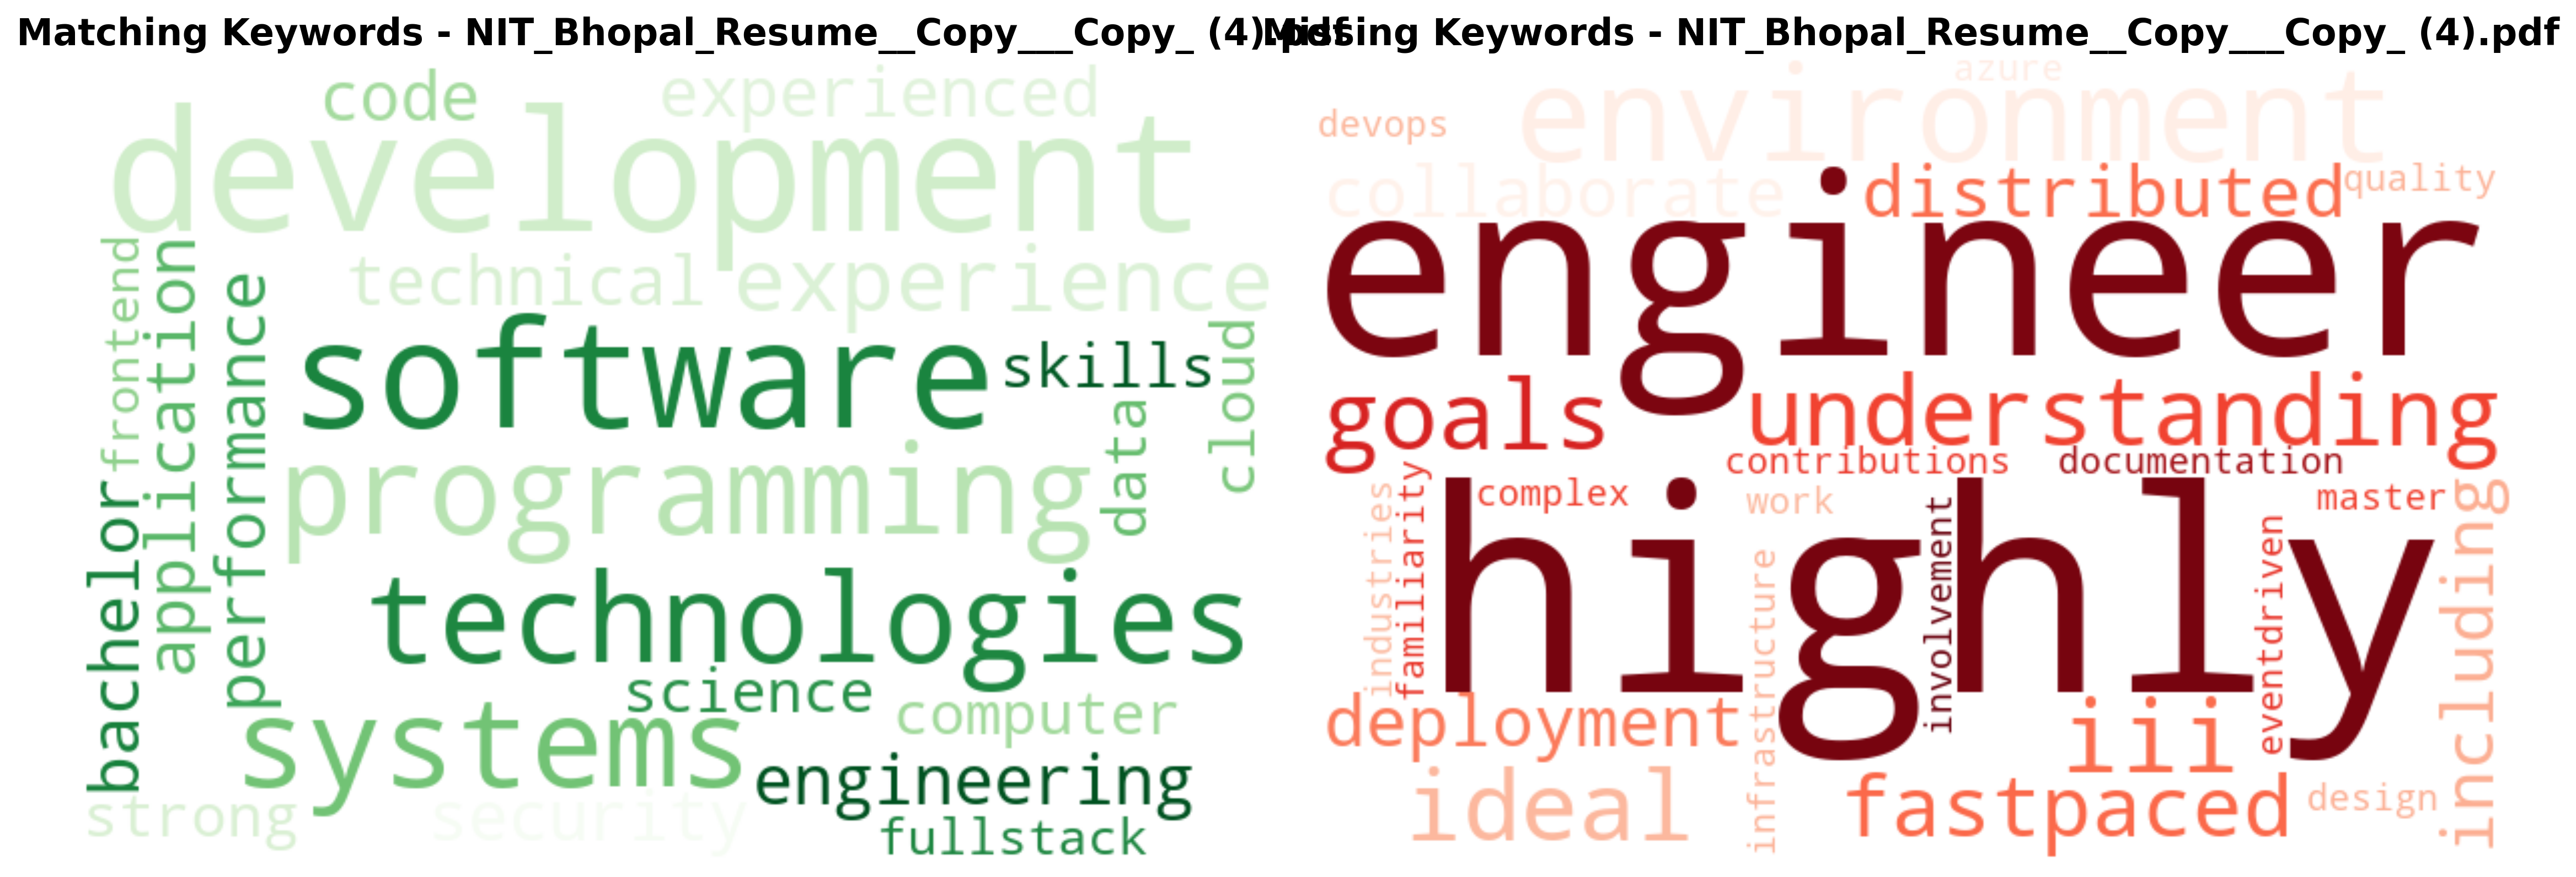 Matching Keywords - NIT_Bhopal_Resume__Copy___Copy_ (4).pdf
code
experienced
development
technical
experience
frontend
application
performance
software
skills
cloud
data
programming
bachelor
technologies
science
systems
computer
engineering
strong
security
fullstack
Missing Keywords - NIT_Bhopal_Resume__Copy___Copy_ (4).pdf
azure
devops
environment
collaborate
distributed
quality
engineer
goals
understanding
contributions
documentation
industries
familiarity
complex
work
master
highly
infrastructure
involvement
eventdriven
including
deployment
iii
ideal
fastpaced
design